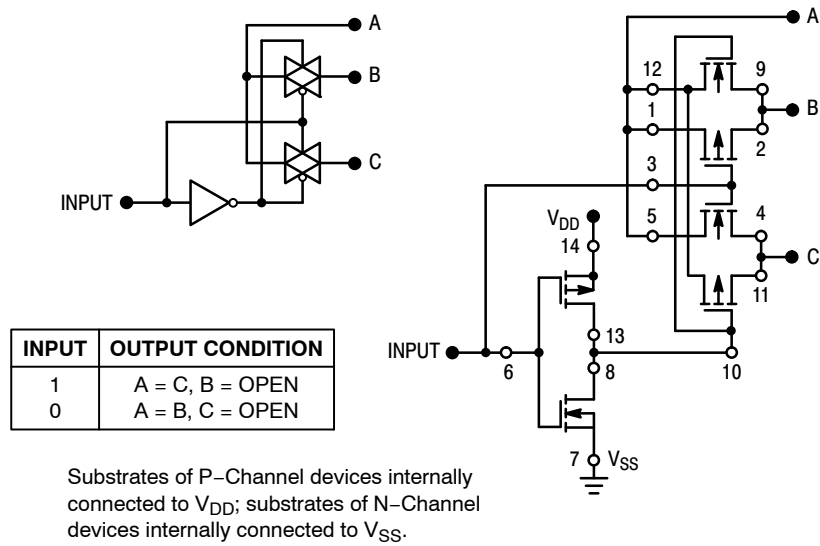 A
B
C
INPUT
A
12
9
1
B
2
3
V_DD
5
4
14
C
11
INPUT
13
6
8
10
7
V_SS
INPUT OUTPUT CONDITION
1 A = C, B = OPEN
0 A = B, C = OPEN
Substrates of P–Channel devices internally
connected to V_DD; substrates of N–Channel
devices internally connected to V_SS.